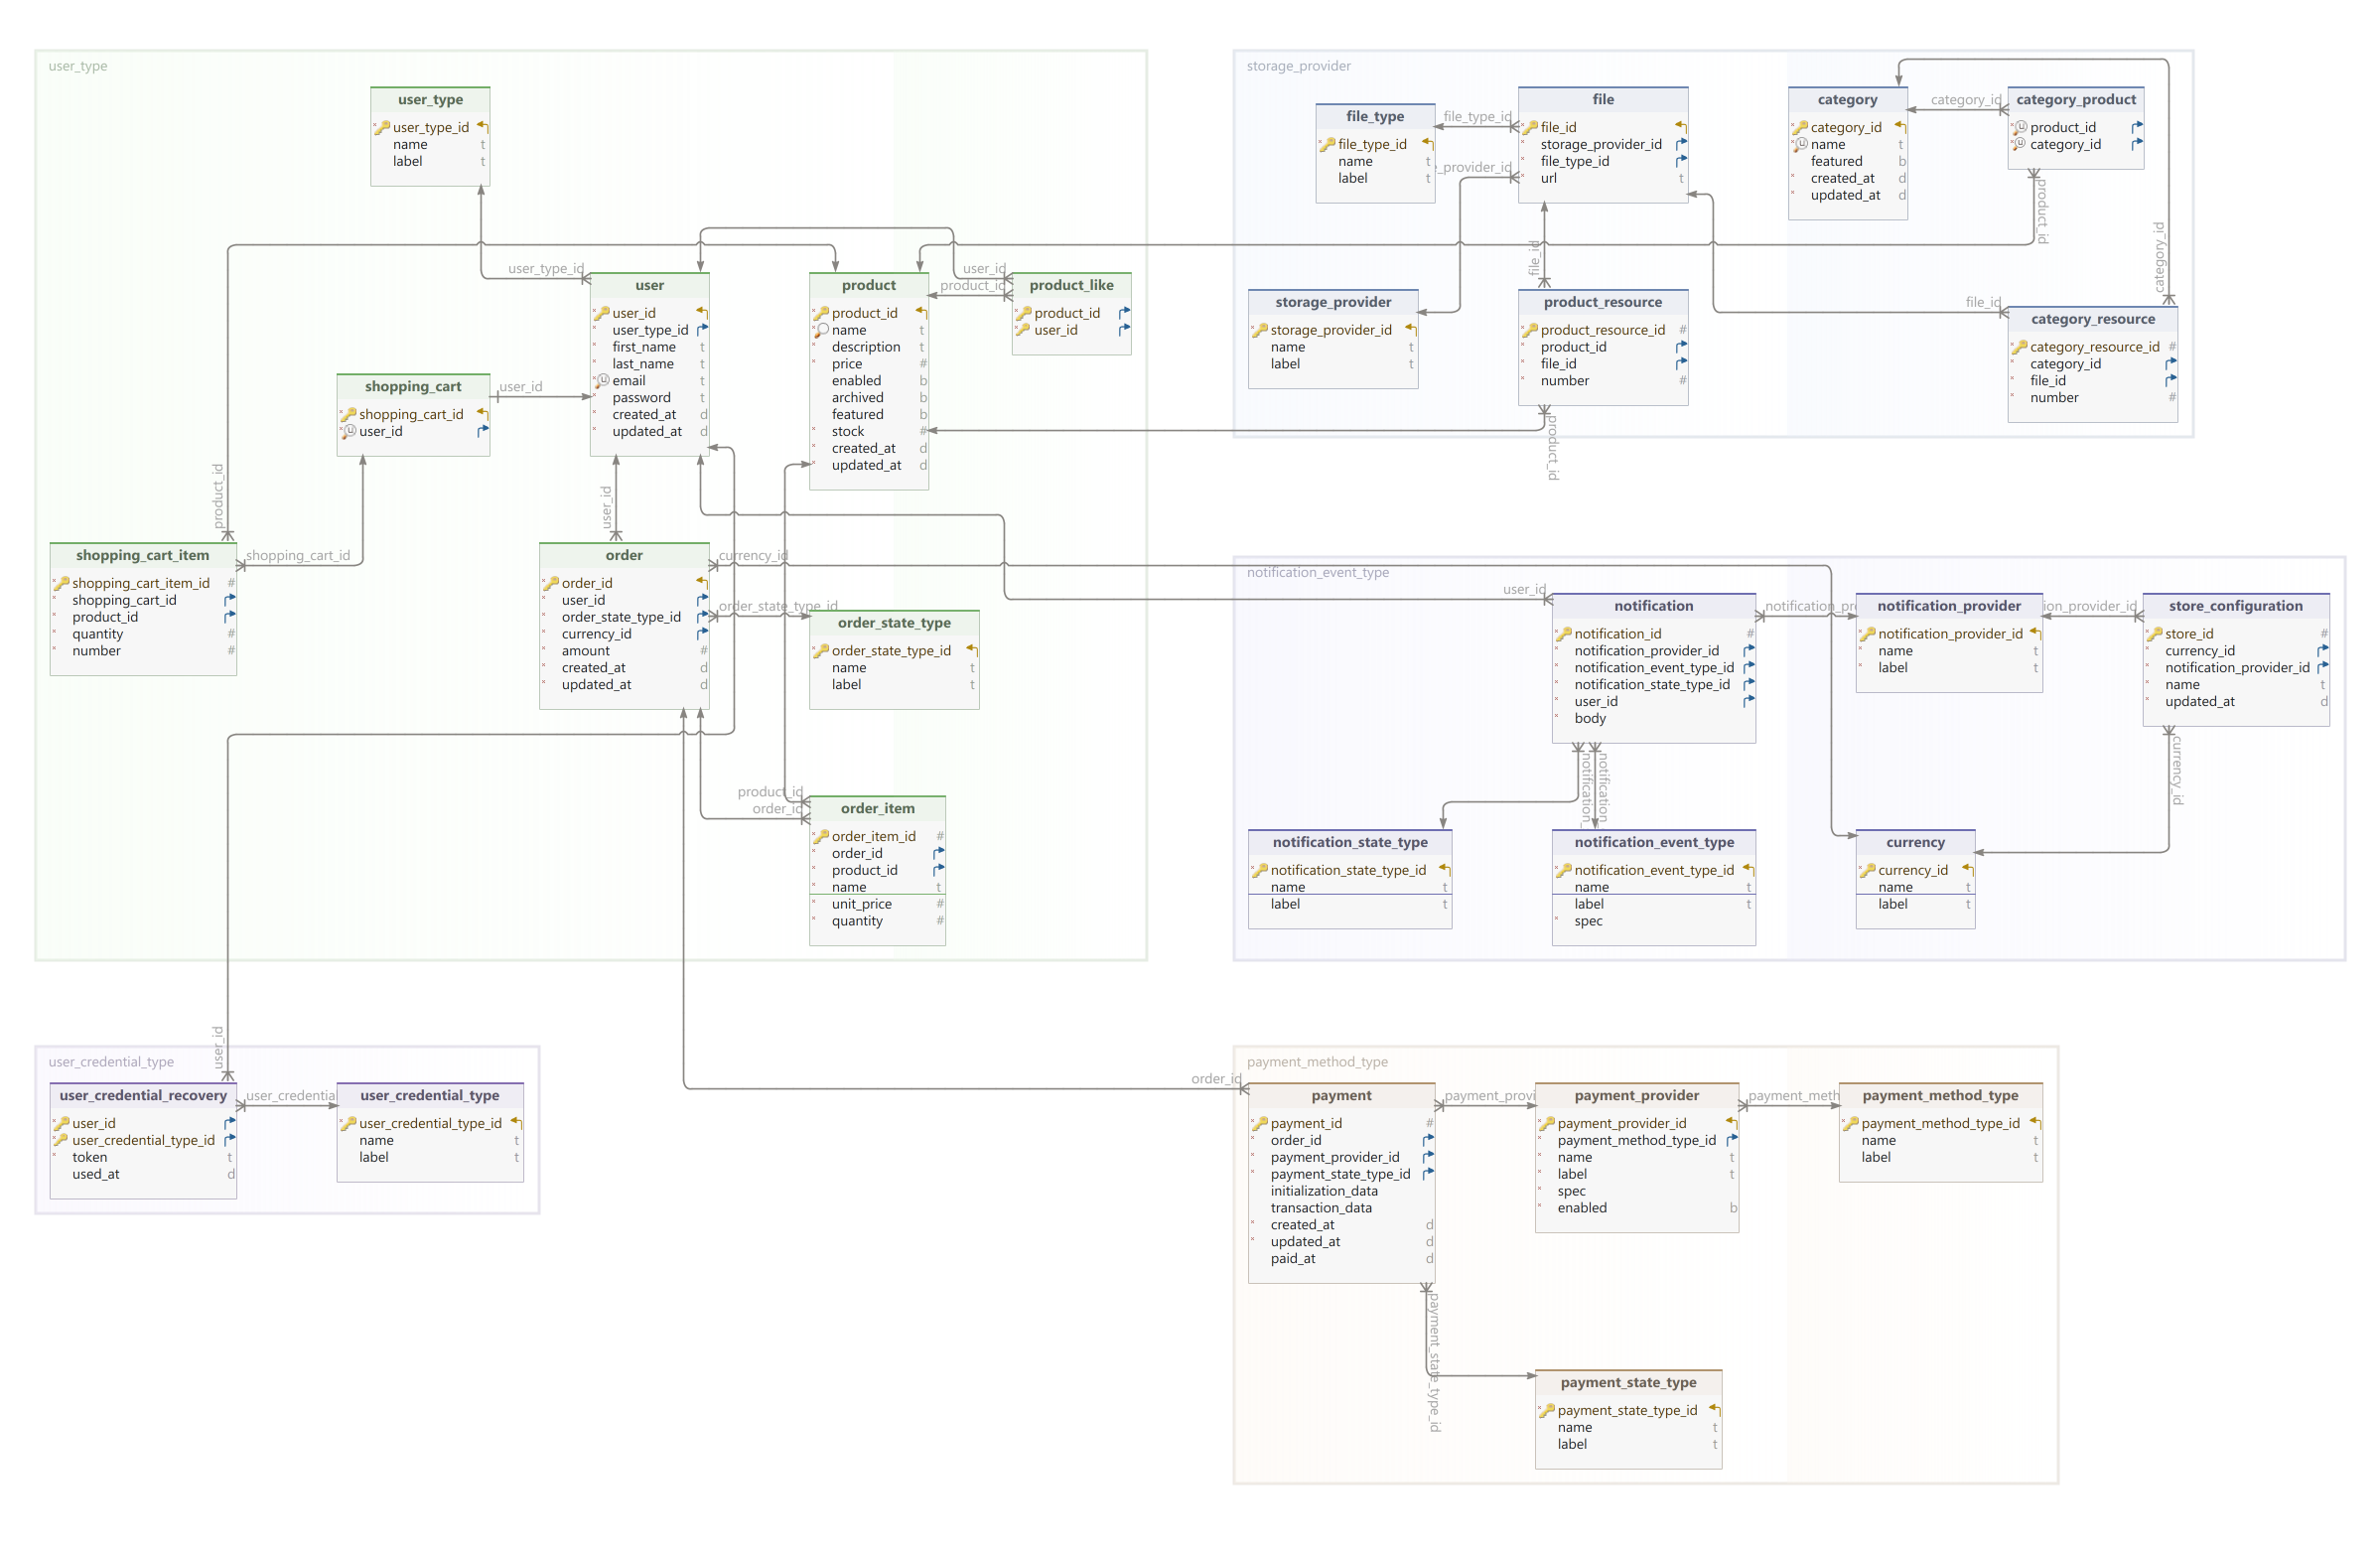 user_type
user_type
user_type_id
name t
label t
user_type_id
user
user_id
user_type_id
first_name t
last_name t
email t
password t
created_at d
updated_at d
product
product_id
name t
description t
price #
enabled b
archived b
featured b
stock #
created_at d
updated_at d
user_id
product_id
product_like
product_id
user_id
shopping_cart
shopping_cart_id
user_id
user_id
product_id
user_id
shopping_cart_item
shopping_cart_item_id #
shopping_cart_id
product_id
quantity #
number #
shopping_cart_id
order
order_id
user_id
order_state_type_id
currency_id
amount #
created_at d
updated_at d
currency_id
order_state_type_id
order_state_type
order_state_type_id
name t
label t
product_id
order_id
order_item
order_item_id #
order_id
product_id
name t
unit_price #
quantity #
storage_provider
file_type
file_type_id
name t
label t
file_type_id
_provider_id
file
file_id
storage_provider_id
file_type_id
url t
category
category_id
name t
featured b
created_at d
updated_at d
category_id
category_product
product_id
category_id
product_id
category_id
file_id
storage_provider
storage_provider_id
name t
label t
product_resource
product_resource_id #
product_id
file_id
number #
product_id
file_id
category_resource
category_resource_id #
category_id
file_id
number #
notification_event_type
user_id
notification
notification_id #
notification_provider_id
notification_event_type_id
notification_state_type_id
user_id
body
notification_pro
notification_provider
notification_provider_id
name t
label t
ion_provider_id
store_configuration
store_id #
currency_id
notification_provider_id
name t
updated_at d
notification_
notification_
currency_id
notification_state_type
notification_state_type_id
name t
label t
notification_event_type
notification_event_type_id
name t
label t
spec
currency
currency_id
name t
label t
user_credential_type
user_id
user_credential_recovery
user_id
user_credential_type_id
token t
used_at d
user_credential
user_credential_type
user_credential_type_id
name t
label t
payment_method_type
order_id
payment
payment_id #
order_id
payment_provider_id
payment_state_type_id
initialization_data
transaction_data
created_at d
updated_at d
paid_at d
payment_provi
payment_provider
payment_provider_id
payment_method_type_id
name t
label t
spec
enabled b
payment_meth
payment_method_type
payment_method_type_id
name t
label t
payment_state_type_id
payment_state_type
payment_state_type_id
name t
label t